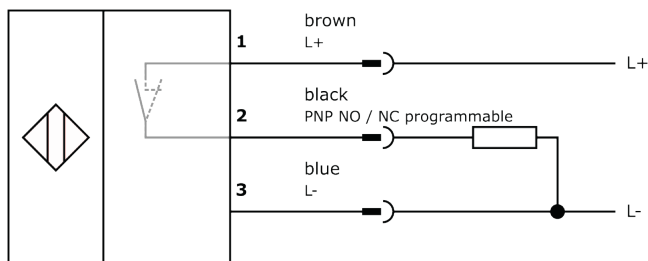 brown
1 L+
L+
black
2 PNP NO / NC programmable
blue
3 L-
L-